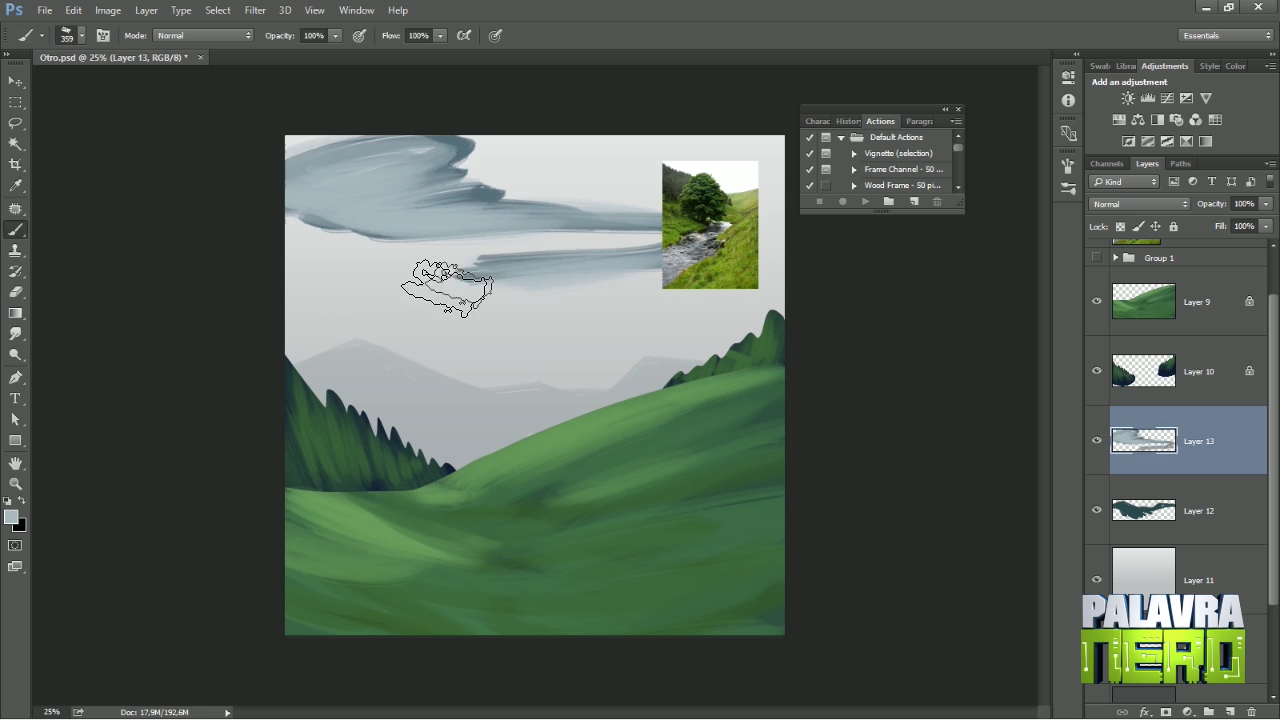 Ps File Edit Image Layer Type Select Filter 3D View Window Help
359 Mode: Normal Opacity: 100% Flow: 100% Essentials
Otro.psd @ 25% (Layer 13, RGB/8) * ×
Swab Libra Adjustments Style Color
Add an adjustment
Charac Histor Actions Paragra
Default Actions
Vignette (selection)
Frame Channel - 50 ...
Wood Frame - 50 pi...
Channels Layers Paths
Kind
Normal Opacity: 100%
Lock: Fill: 100%
Group 1
Layer 9
Layer 10
Layer 13
Layer 12
Layer 11
PALAVRA
NERD
25% Doc: 17,9M/192,6M